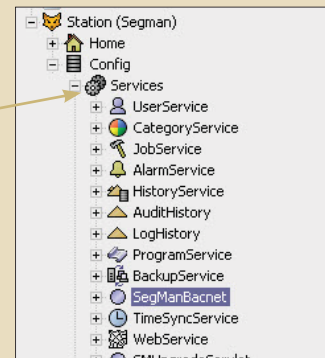 Station (Segman)
Home
Config
Services
UserService
CategoryService
JobService
AlarmService
HistoryService
AuditHistory
LogHistory
ProgramService
BackupService
SegManBacnet
TimeSyncService
WebService